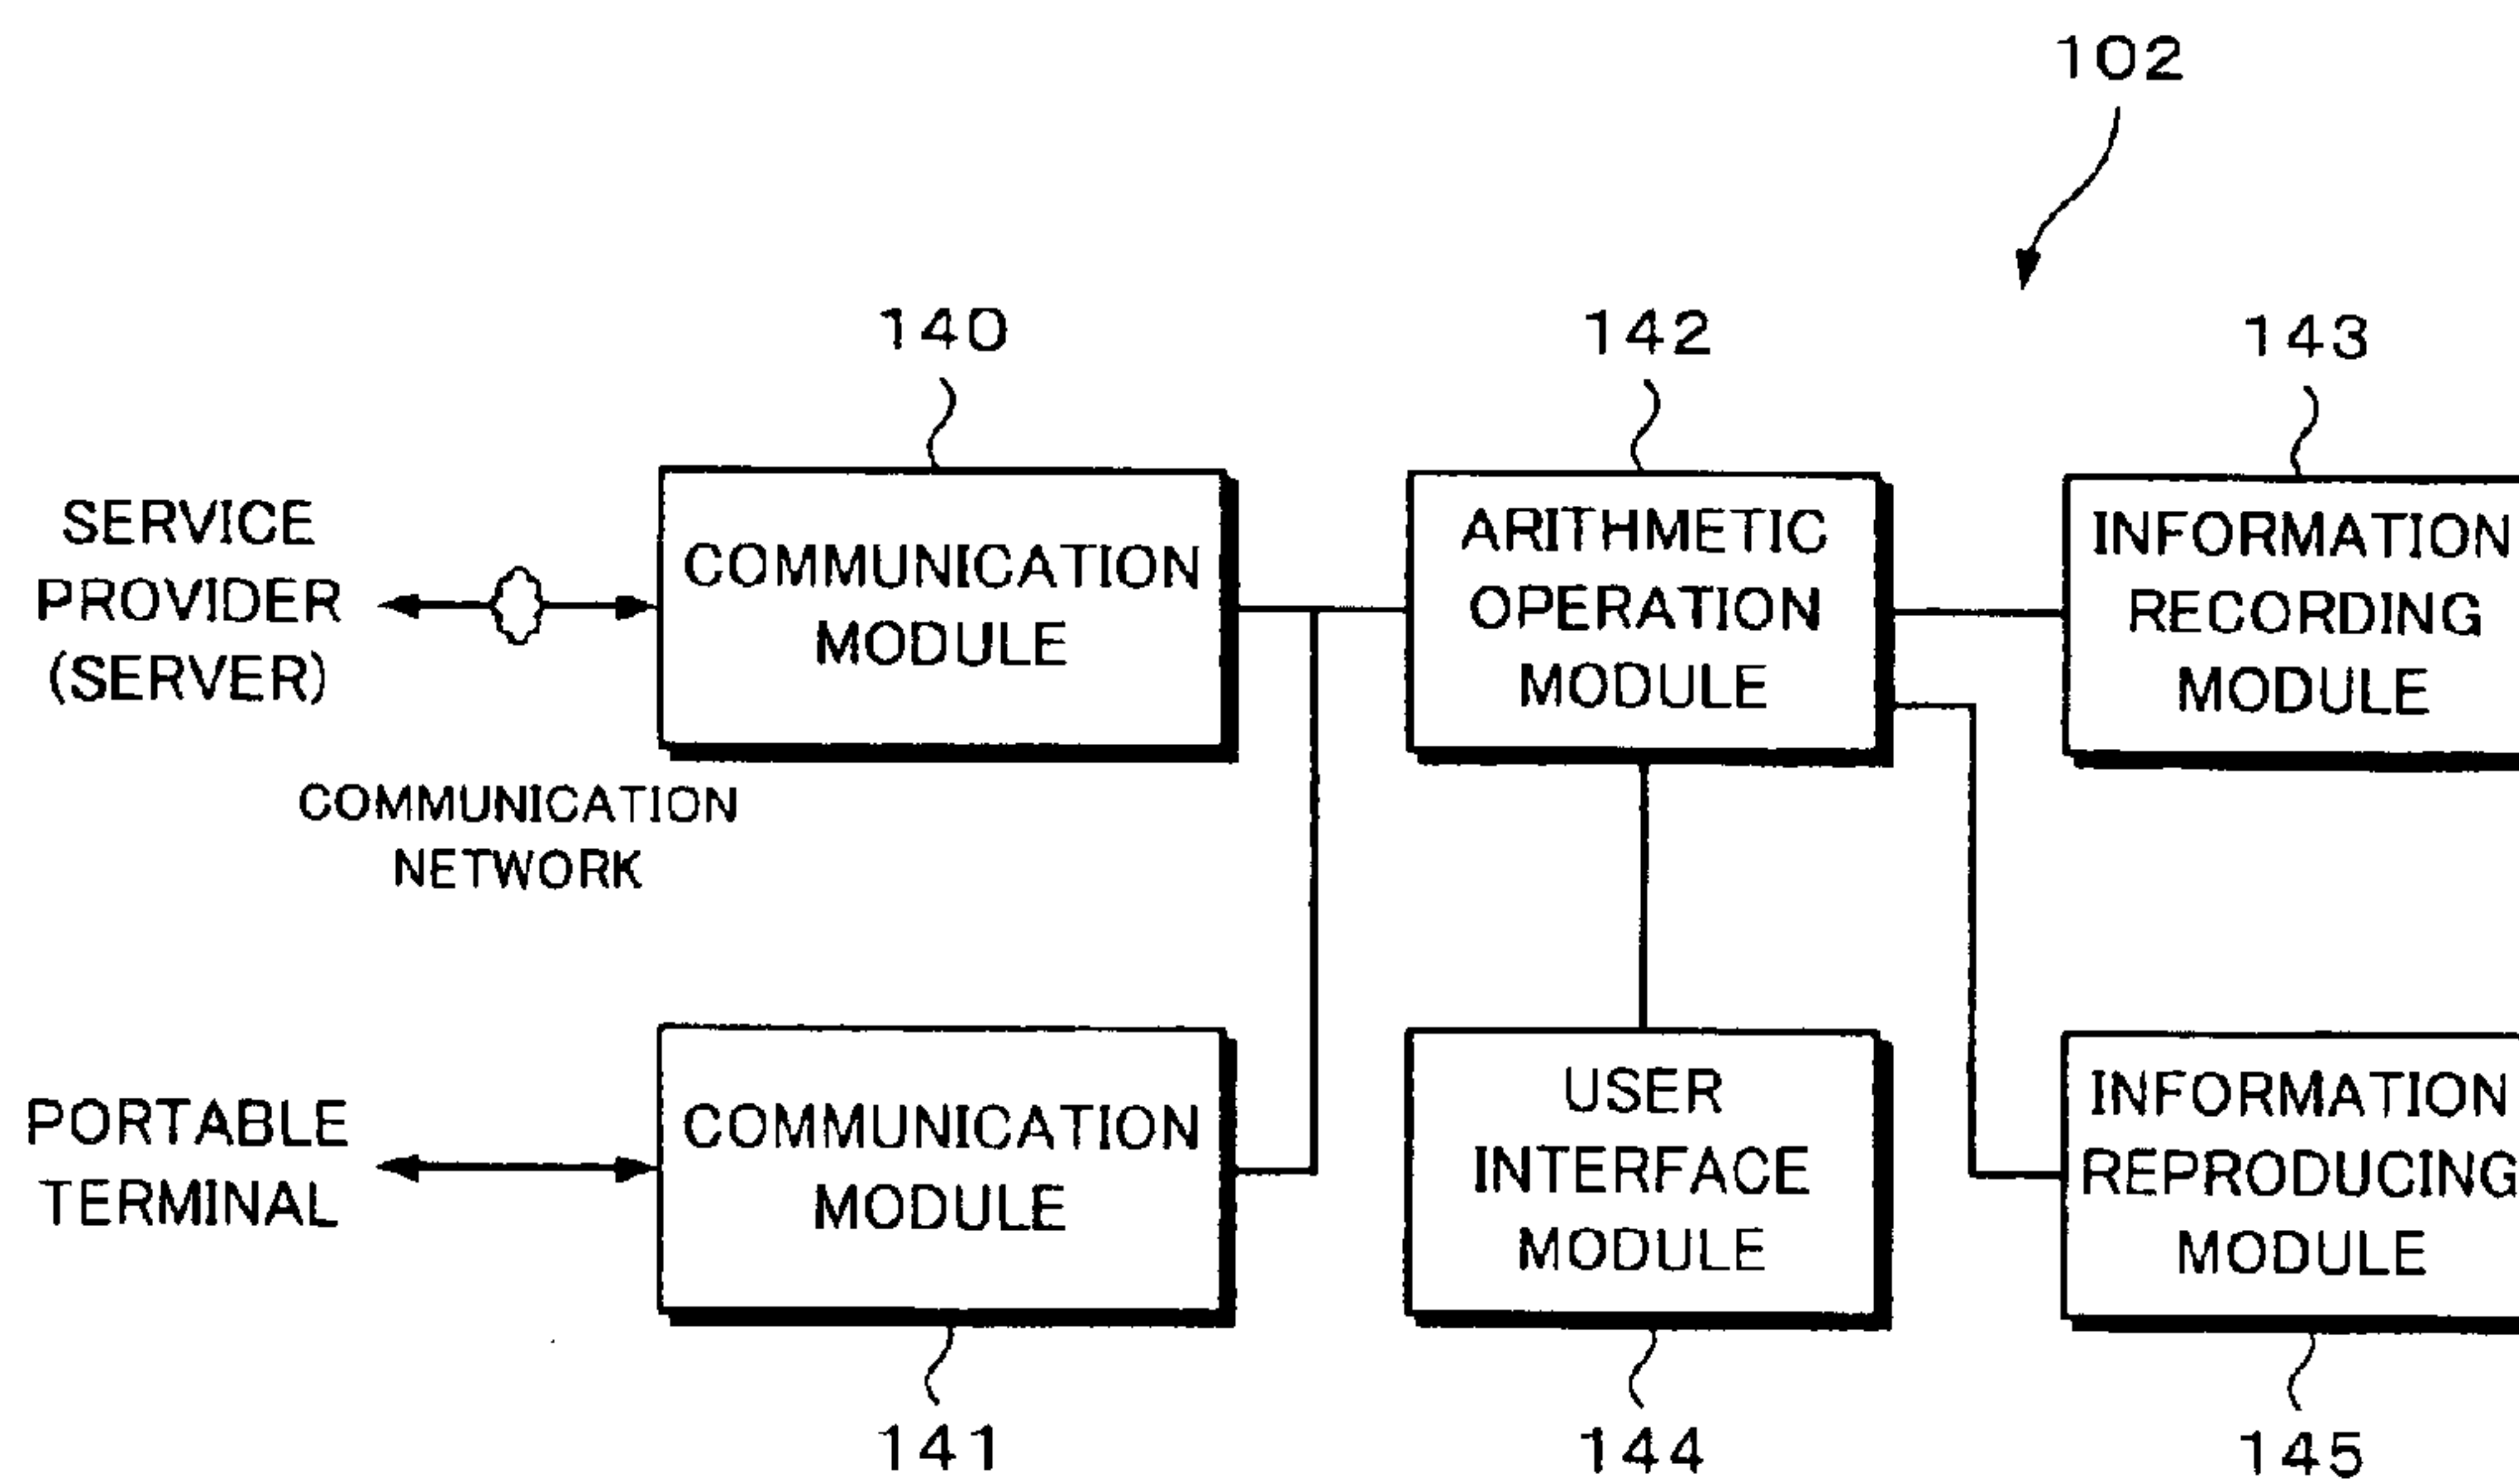 102
140
142
143
SERVICE
PROVIDER
(SERVER)
COMMUNICATION
MODULE
ARITHMETIC
OPERATION
MODULE
INFORMATION
RECORDING
MODULE
COMMUNICATION
NETWORK
PORTABLE
TERMINAL
COMMUNICATION
MODULE
USER
INTERFACE
MODULE
INFORMATION
REPRODUCING
MODULE
141
144
145